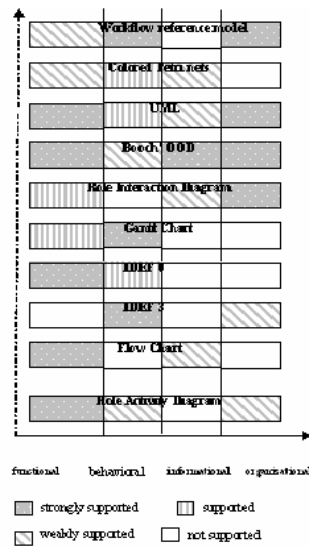 Workflow reference model
Colored Petri nets
UML
Booch' OOD
Role Interaction Diagram
Gantt Chart
IDEF 0
IDEF 3
Flow Chart
Role Activity Diagram
functional behavioral informational organizational
strongly supported supported
weakly supported not supported